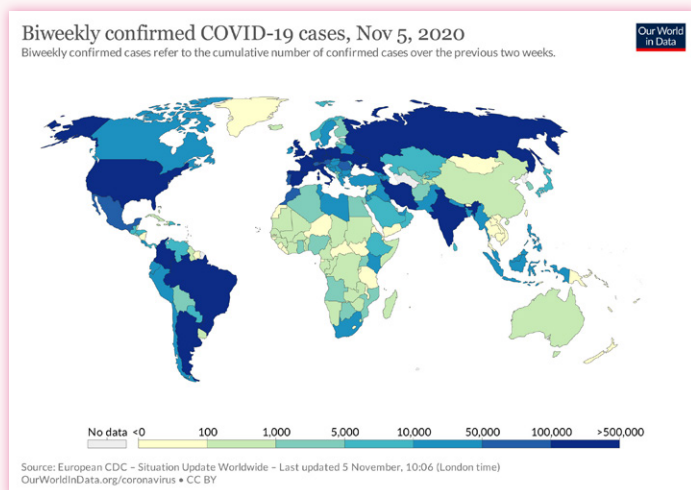 Biweekly confirmed COVID-19 cases, Nov 5, 2020
Our World
in Data
Biweekly confirmed cases refer to the cumulative number of confirmed cases over the previous two weeks.
No data <0 100 1,000 5,000 10,000 50,000 100,000 >500,000
Source: European CDC – Situation Update Worldwide – Last updated 5 November, 10:06 (London time)
OurWorldInData.org/coronavirus • CC BY